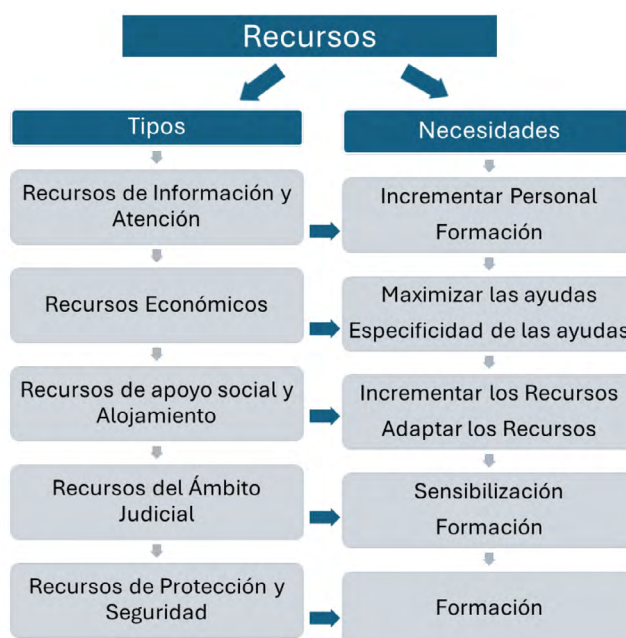 Recursos
Tipos
Necesidades
Recursos de Información y
Atención
Incrementar Personal
Formación
Recursos Económicos
Maximizar las ayudas
Especificidad de las ayudas
Recursos de apoyo social y
Alojamiento
Incrementar los Recursos
Adaptar los Recursos
Recursos del Ámbito
Judicial
Sensibilización
Formación
Recursos de Protección y
Seguridad
Formación